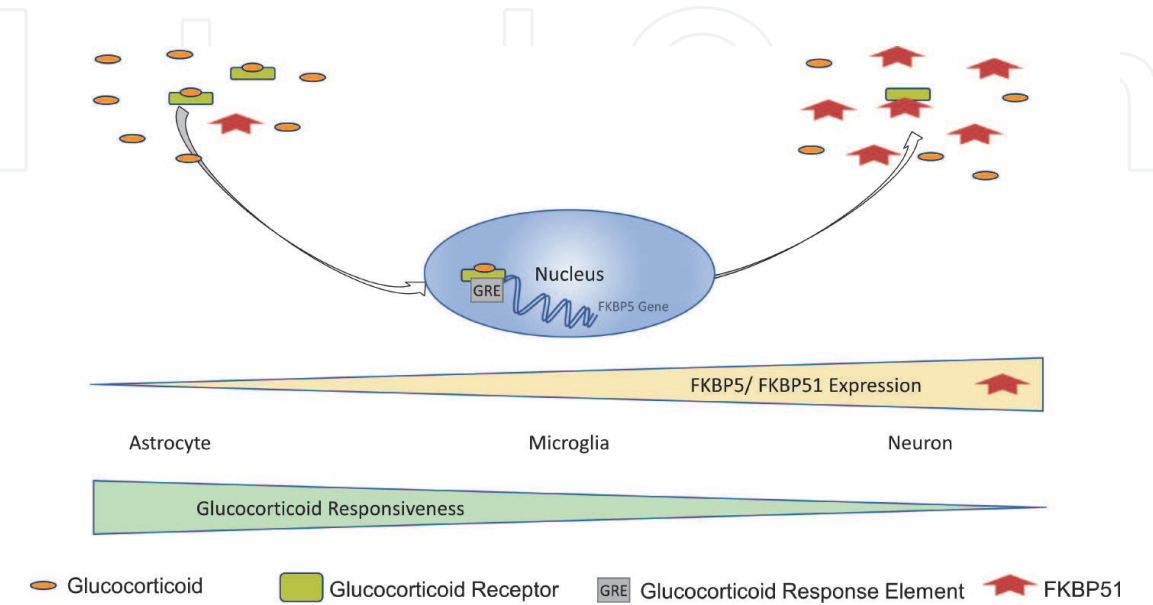 Nucleus
GRE
FKBP5 Gene
FKBP5/ FKBP51 Expression
Astrocyte Microglia Neuron
Glucocorticoid Responsiveness
Glucocorticoid Glucocorticoid Receptor GRE Glucocorticoid Response Element FKBP51